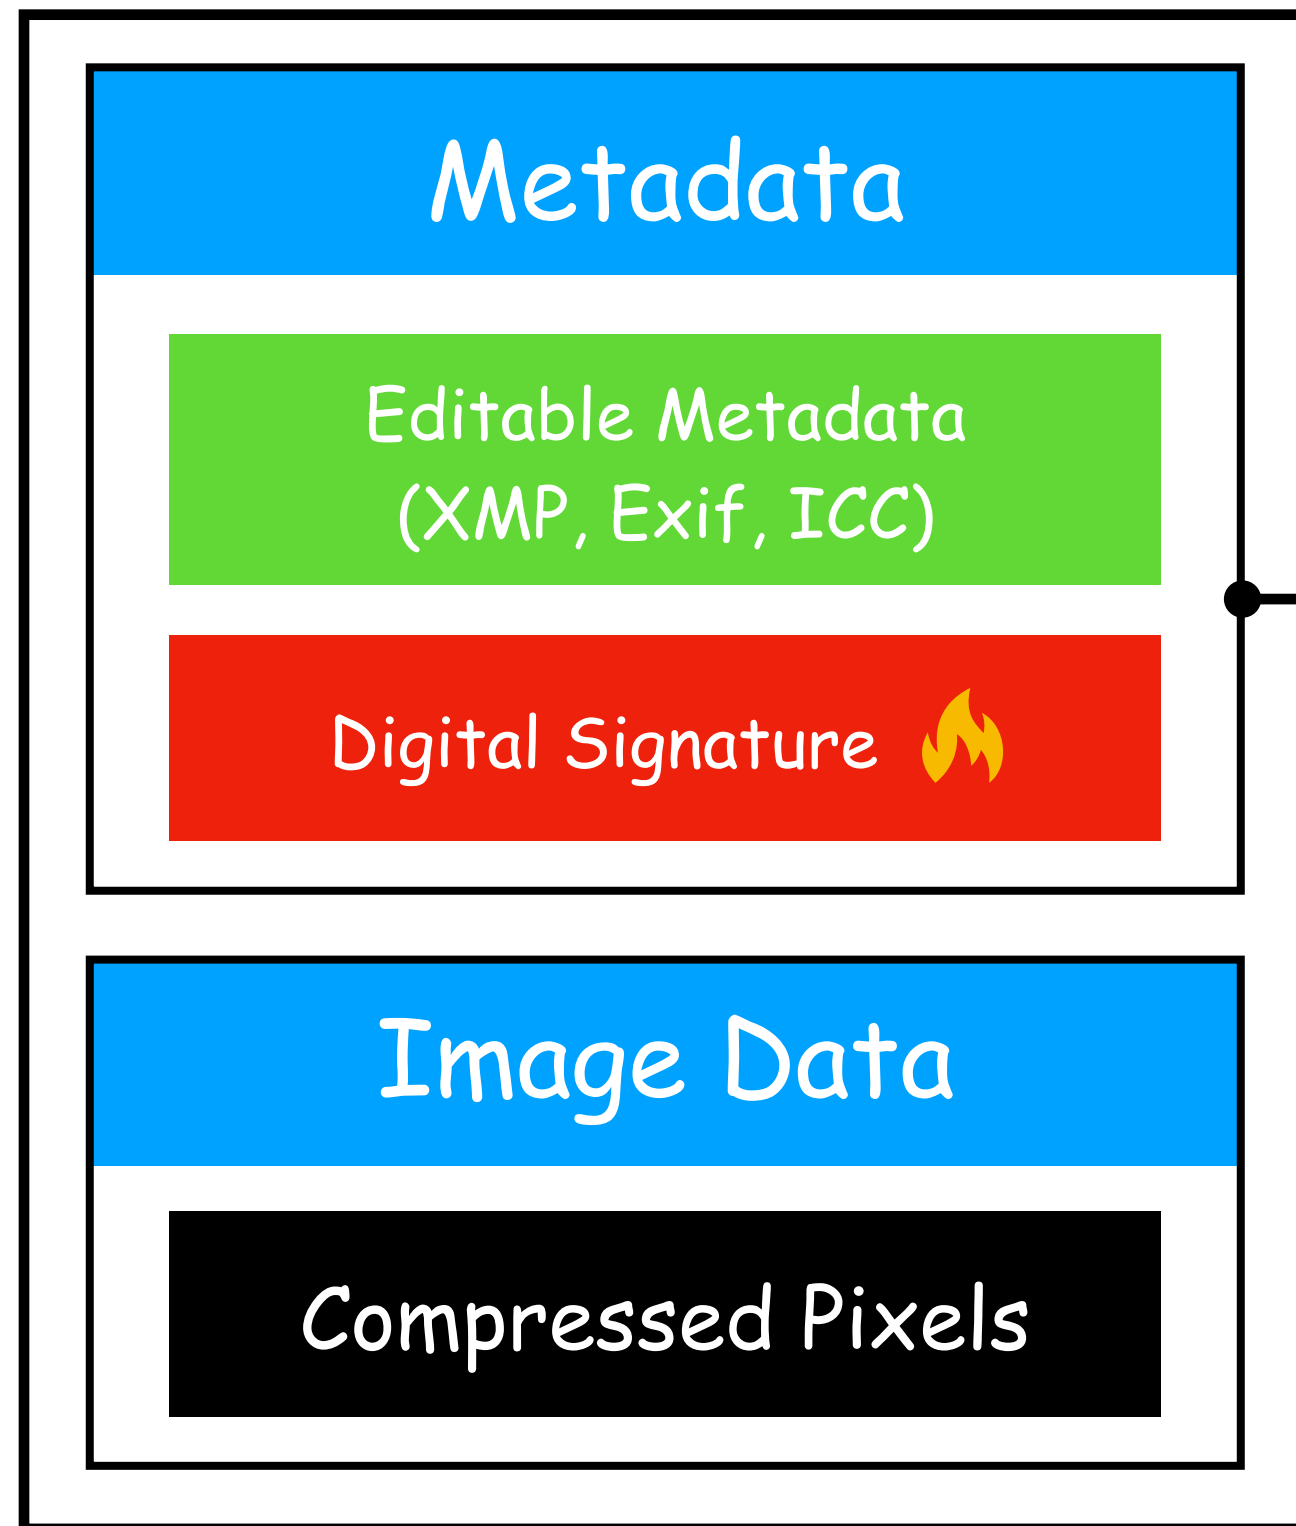 Metadata
Editable Metadata
(XMP, Exif, ICC)
Digital Signature
Image Data
Compressed Pixels